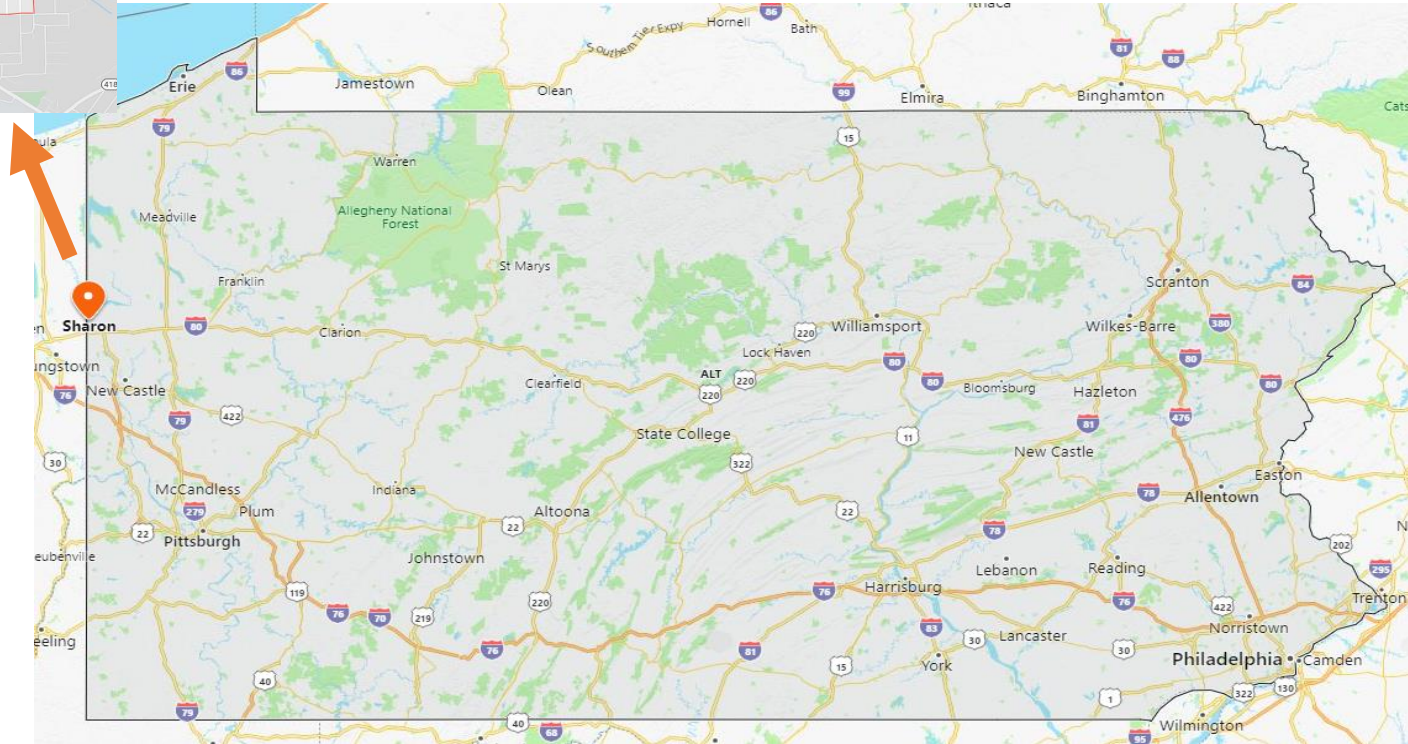 86
Hornell
Bath
Southern Tier Expy
81
88
418
Erie
86
Jamestown
Olean
99
Elmira
Binghamton
79
15
Warren
Meadville
Allegheny National
Forest
St Marys
Franklin
Scranton
84
Sharon
80
Clarion
220
Williamsport
Wilkes-Barre
380
Lock Haven
80
80
ALT
220
220
80
Bloomsburg
Hazleton
80
76
New Castle
Clearfield
79
422
State College
11
81
476
30
322
New Castle
Easton
McCandless
Indiana
78
Allentown
279
Plum
22
Altoona
22
22
Pittsburgh
78
202
Johnstown
Lebanon
Reading
295
119
76
Harrisburg
76
Trenton
76
70
219
220
422
Norristown
83
30
Lancaster
30
76
81
15
York
Philadelphia
Camden
40
1
322
130
79
40
68
Wilmington
95